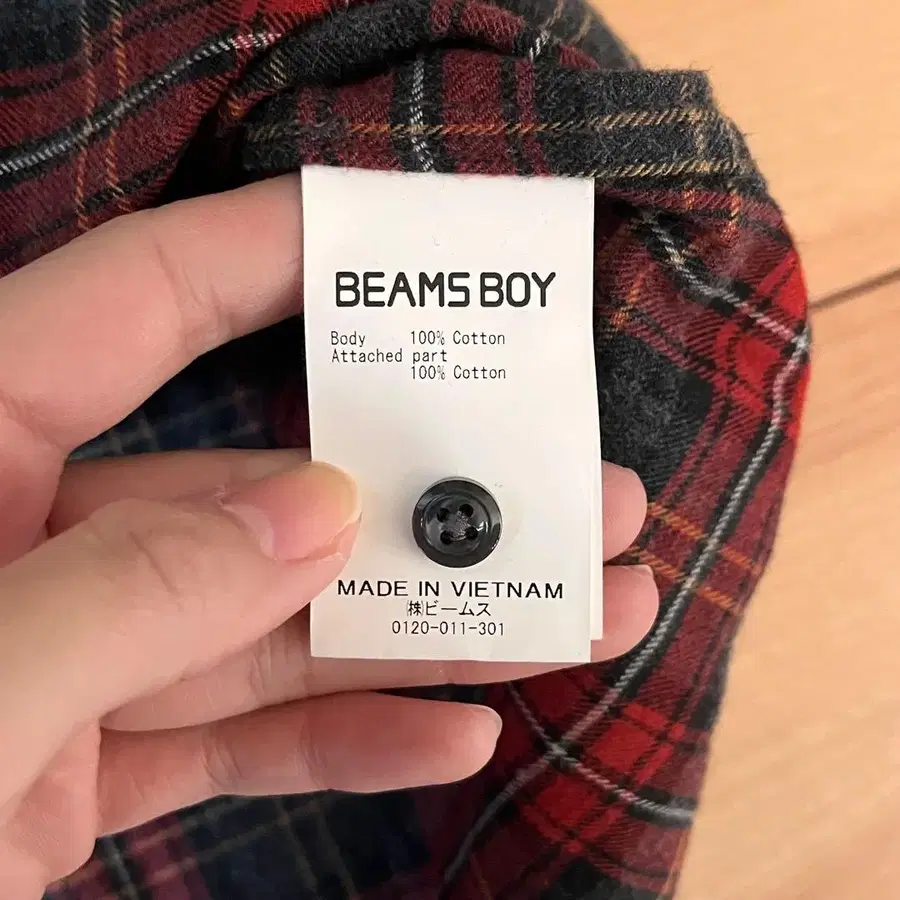 BEAMS BOY
Body 100% Cotton
Attached part
100% Cotton
MADE IN VIETNAM
㈱ビームス
0120-011-301